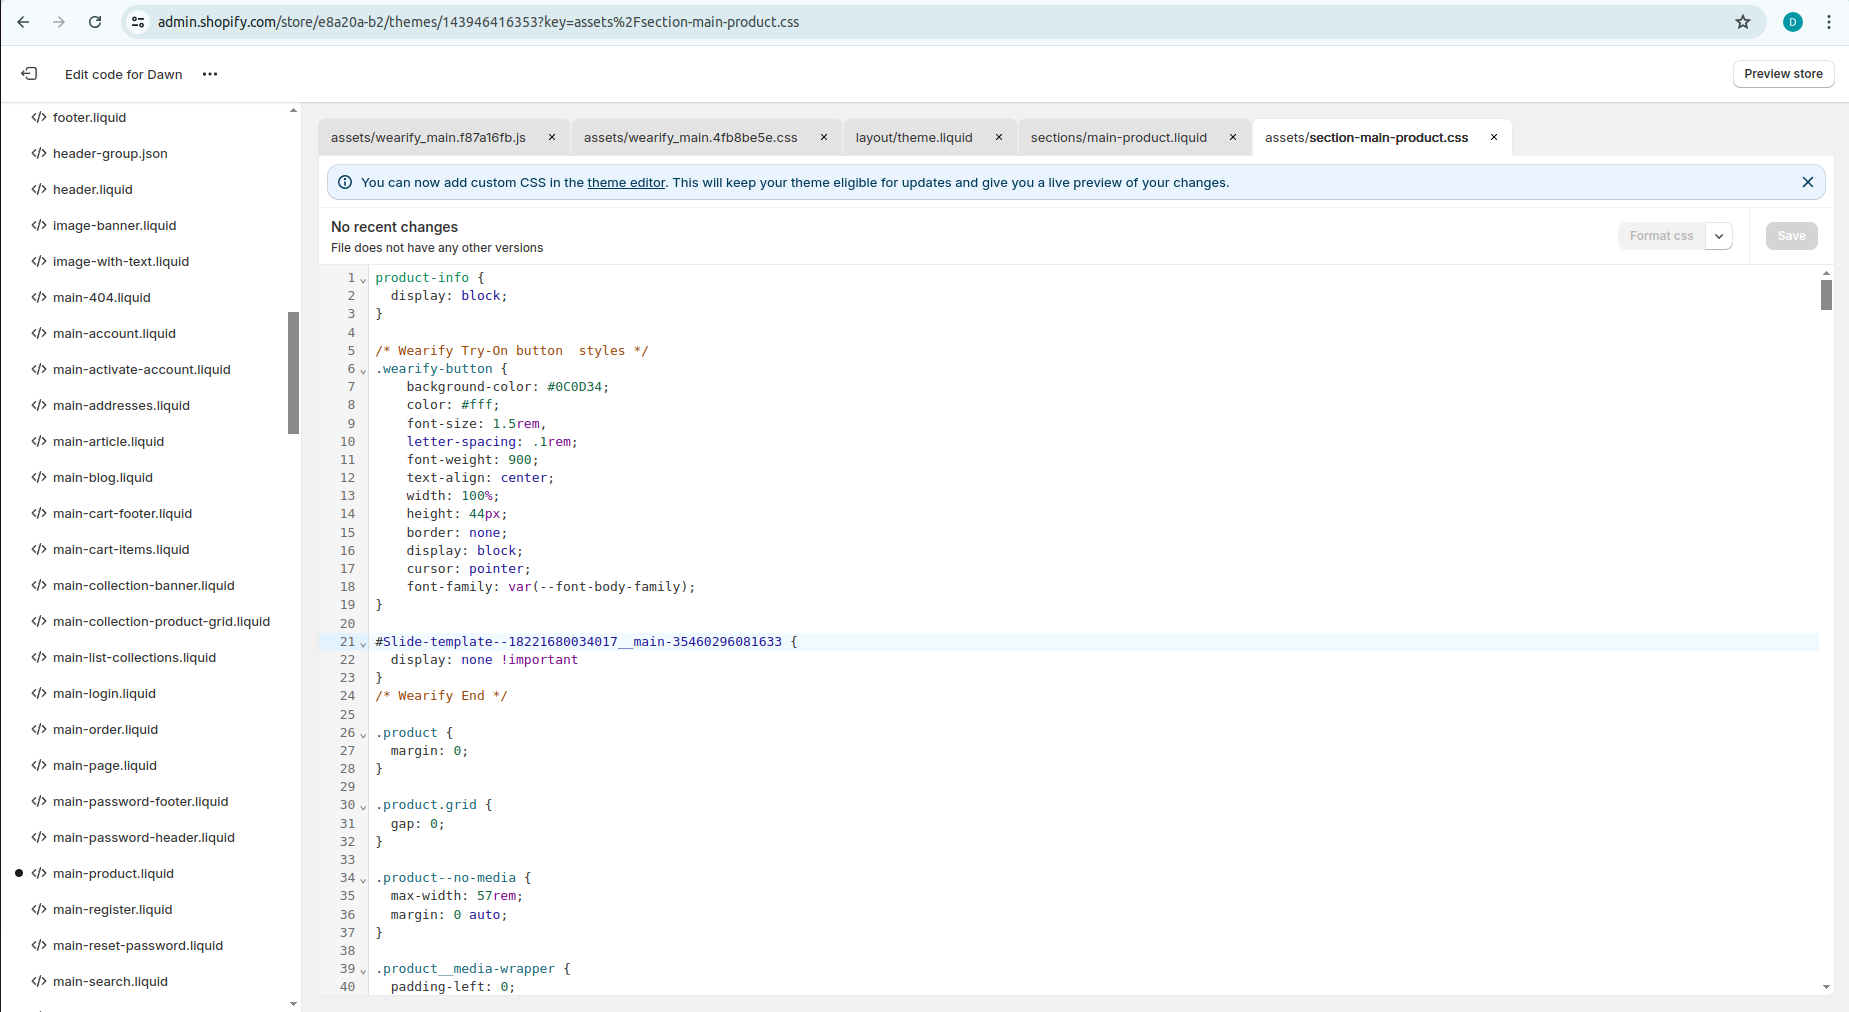 admin.shopify.com/store/e8a20a-b2/themes/143946416353?key=assets%2Fsection-main-product.css
D
Edit code for Dawn
Preview store
footer.liquid
header-group.json
header.liquid
image-banner.liquid
image-with-text.liquid
main-404.liquid
main-account.liquid
main-activate-account.liquid
main-addresses.liquid
main-article.liquid
main-blog.liquid
main-cart-footer.liquid
main-cart-items.liquid
main-collection-banner.liquid
main-collection-product-grid.liquid
main-list-collections.liquid
main-login.liquid
main-order.liquid
main-page.liquid
main-password-footer.liquid
main-password-header.liquid
main-product.liquid
main-register.liquid
main-reset-password.liquid
main-search.liquid
assets/wearify_main.f87a16fb.js
assets/wearify_main.4fb8be5e.css
layout/theme.liquid
sections/main-product.liquid
assets/section-main-product.css
You can now add custom CSS in the theme editor. This will keep your theme eligible for updates and give you a live preview of your changes.
No recent changes
File does not have any other versions
Format css
Save
1 product-info {
2   display: block;
3 }
4
5 /* Wearify Try-On button  styles */
6 .wearify-button {
7     background-color: #0C0D34;
8     color: #fff;
9     font-size: 1.5rem,
10     letter-spacing: .1rem;
11     font-weight: 900;
12     text-align: center;
13     width: 100%;
14     height: 44px;
15     border: none;
16     display: block;
17     cursor: pointer;
18     font-family: var(--font-body-family);
19 }
20
21 #Slide-template--18221680034017__main-35460296081633 {
22   display: none !important
23 }
24 /* Wearify End */
25
26 .product {
27   margin: 0;
28 }
29
30 .product.grid {
31   gap: 0;
32 }
33
34 .product--no-media {
35   max-width: 57rem;
36   margin: 0 auto;
37 }
38
39 .product__media-wrapper {
40   padding-left: 0;